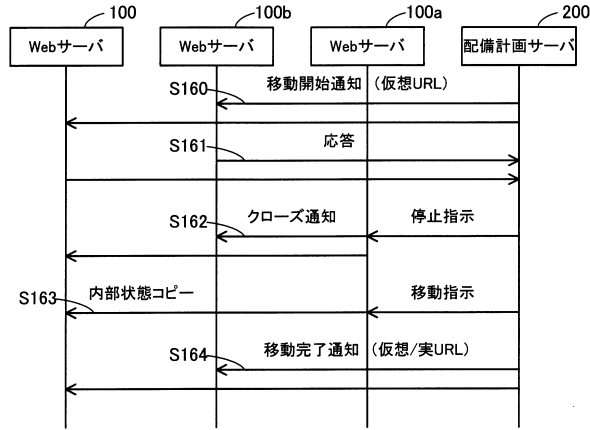 100
100b
100a
200
Webサーバ
Webサーバ
Webサーバ
配備計画サーバ
S160
移動開始通知 (仮想URL)
S161
応答
S162
クローズ通知
停止指示
S163
内部状態コピー
移動指示
S164
移動完了通知 (仮想/実URL)